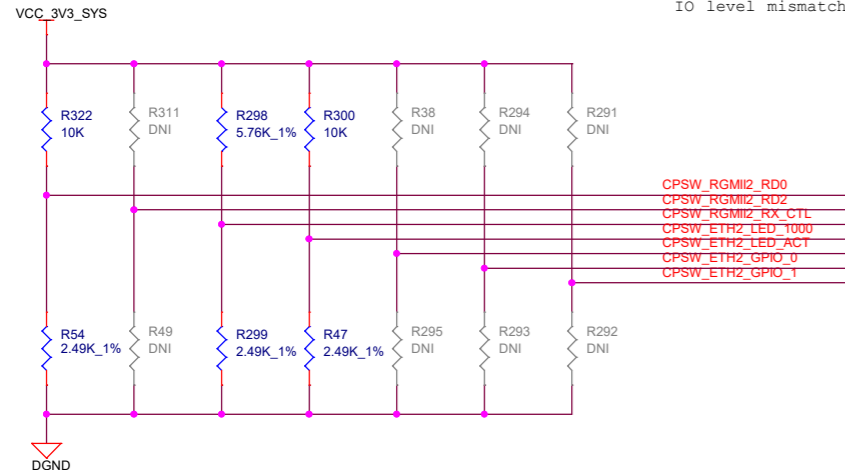 IO level mismatch
VCC_3V3_SYS
R322
10K
R311
DNI
R298
5.76K_1%
R300
10K
R38
DNI
R294
DNI
R291
DNI
CPSW_RGMII2_RD0
CPSW_RGMII2_RD2
CPSW_RGMII2_RX_CTL
CPSW_ETH2_LED_1000
CPSW_ETH2_LED_ACT
CPSW_ETH2_GPIO_0
CPSW_ETH2_GPIO_1
R54
2.49K_1%
R49
DNI
R299
2.49K_1%
R47
2.49K_1%
R295
DNI
R293
DNI
R292
DNI
DGND